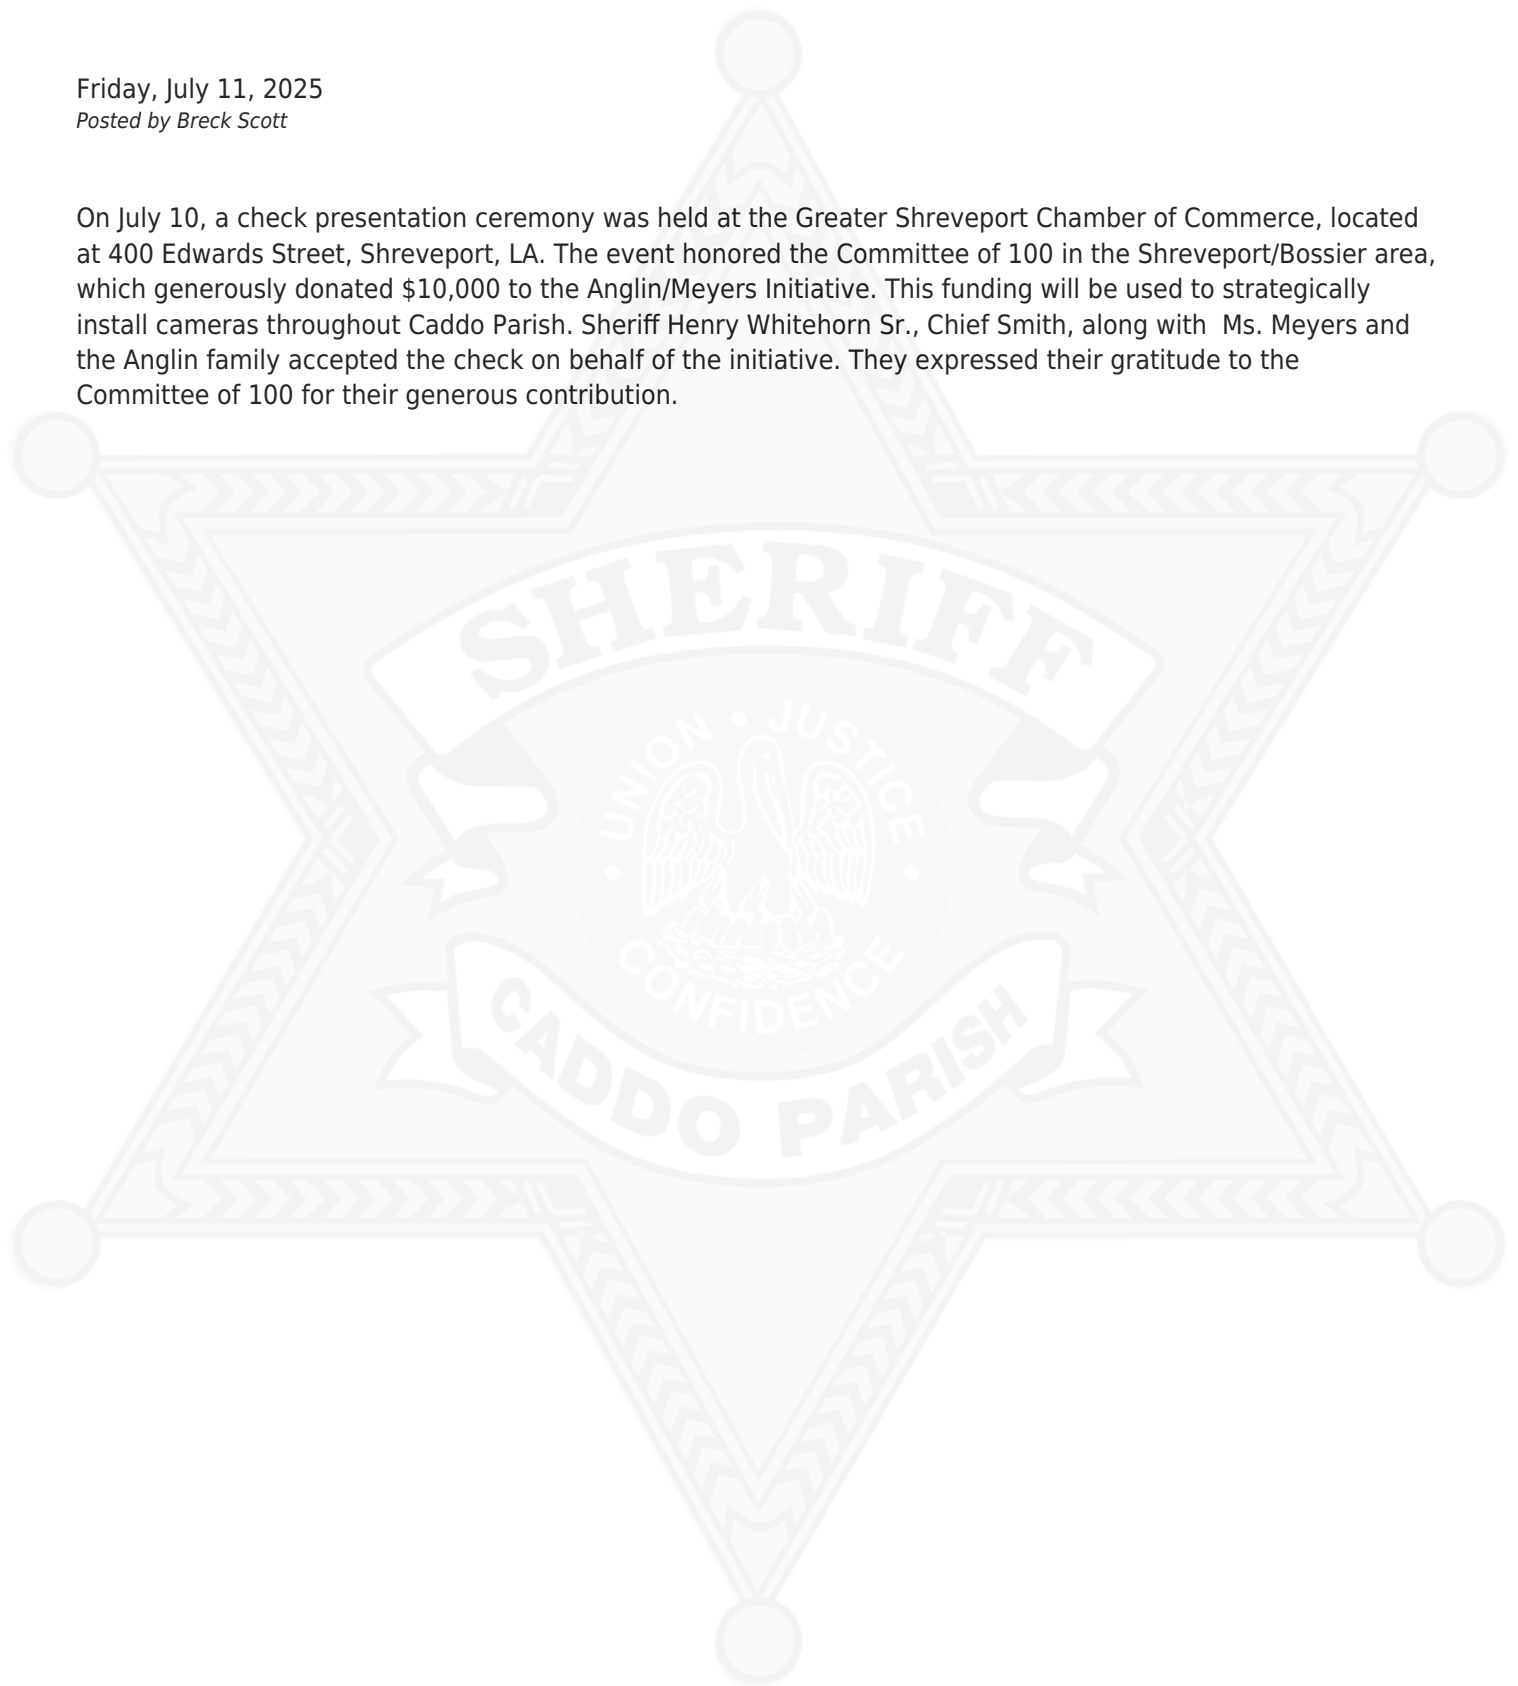 Friday, July 11, 2025
Posted by Breck Scott
On July 10, a check presentation ceremony was held at the Greater Shreveport Chamber of Commerce, located
at 400 Edwards Street, Shreveport, LA. The event honored the Committee of 100 in the Shreveport/Bossier area,
which generously donated $10,000 to the Anglin/Meyers Initiative. This funding will be used to strategically
install cameras throughout Caddo Parish. Sheriff Henry Whitehorn Sr., Chief Smith, along with  Ms. Meyers and
the Anglin family accepted the check on behalf of the initiative. They expressed their gratitude to the
Committee of 100 for their generous contribution.
SHERIFF
UNION • JUSTICE
• CONFIDENCE •
CADDO PARISH